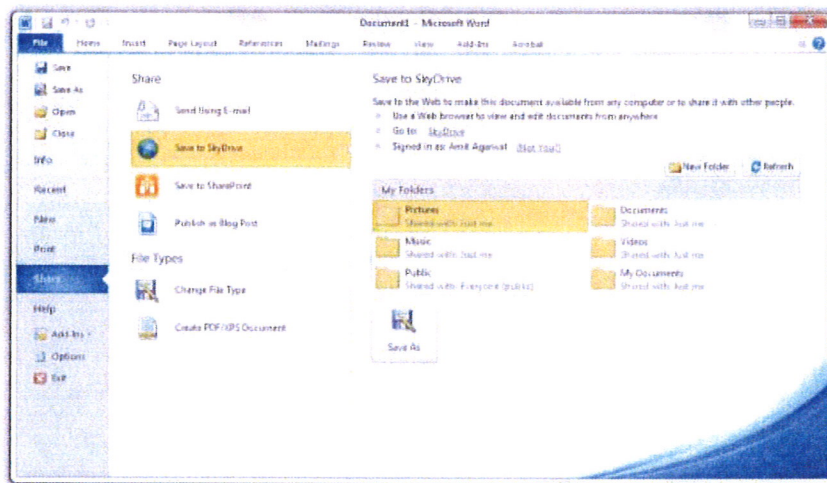 Document1 - Microsoft Word
File Home Insert Page Layout References Mailings Review View Add-Ins Acrobat
Save
Save As
Open
Close
Info
Recent
New
Print
Share
Help
Add-Ins
Options
Exit
Share
Send Using E-mail
Save to SkyDrive
Save to SharePoint
Publish as Blog Post
File Types
Change File Type
Create PDF/XPS Document
Save to SkyDrive
Save to the Web to make this document available from any computer or to share it with other people.
Use a Web browser to view and edit documents from anywhere
Go to: SkyDrive
Signed in as: Amit Agarwal (Not You?)
New Folder Refresh
My Folders
Pictures
Shared with: Just me
Documents
Shared with: Just me
Music
Shared with: Just me
Videos
Shared with: Just me
Public
Shared with: Everyone (public)
My Documents
Shared with: Just me
Save As